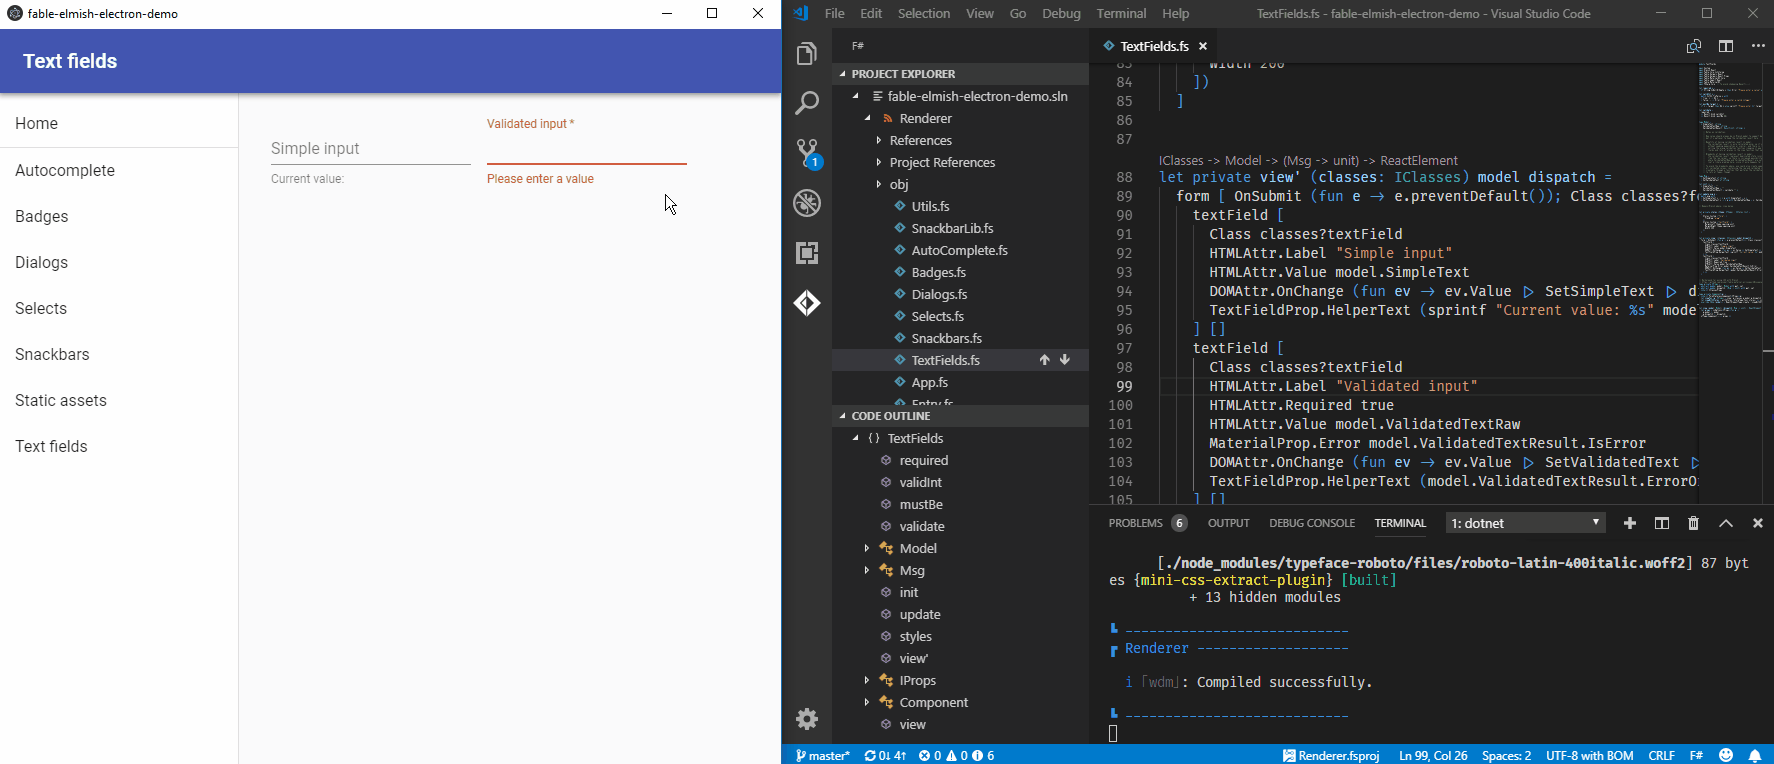 fable-elmish-electron-demo
Text fields
Home
Autocomplete
Badges
Dialogs
Selects
Snackbars
Static assets
Text fields
Simple input
Current value:
Validated input *
Please enter a value
File Edit Selection View Go Debug Terminal Help
TextFields.fs - fable-elmish-electron-demo - Visual Studio Code
F#
PROJECT EXPLORER
fable-elmish-electron-demo.sln
Renderer
References
Project References
obj
Utils.fs
SnackbarLib.fs
AutoComplete.fs
Badges.fs
Dialogs.fs
Selects.fs
Snackbars.fs
TextFields.fs
App.fs
Entry.fs
CODE OUTLINE
{} TextFields
required
validInt
mustBe
validate
Model
Msg
init
update
styles
view'
IProps
Component
view
1
TextFields.fs
83 Width 200
84 ])
85 ]
86
87
IClasses -> Model -> (Msg -> unit) -> ReactElement
88 let private view' (classes: IClasses) model dispatch =
89 form [ OnSubmit (fun e -> e.preventDefault()); Class classes?f
90 textField [
91 Class classes?textField
92 HTMLAttr.Label "Simple input"
93 HTMLAttr.Value model.SimpleText
94 DOMAttr.OnChange (fun ev -> ev.Value |> SetSimpleText |> d
95 TextFieldProp.HelperText (sprintf "Current value: %s" mode
96 ] []
97 textField [
98 Class classes?textField
99 HTMLAttr.Label "Validated input"
100 HTMLAttr.Required true
101 HTMLAttr.Value model.ValidatedTextRaw
102 MaterialProp.Error model.ValidatedTextResult.IsError
103 DOMAttr.OnChange (fun ev -> ev.Value |> SetValidatedText |>
104 TextFieldProp.HelperText (model.ValidatedTextResult.ErrorO
105 ] []
PROBLEMS 6 OUTPUT DEBUG CONSOLE TERMINAL 1: dotnet
[./node_modules/typeface-roboto/files/roboto-latin-400italic.woff2] 87 byt
es {mini-css-extract-plugin} [built]
+ 13 hidden modules
┗ ----------------------------
┏ Renderer -------------------
i ｢wdm｣: Compiled successfully.
┗ ----------------------------
master* 0↓ 4↑ 0 0 6 Renderer.fsproj Ln 99, Col 26 Spaces: 2 UTF-8 with BOM CRLF F#